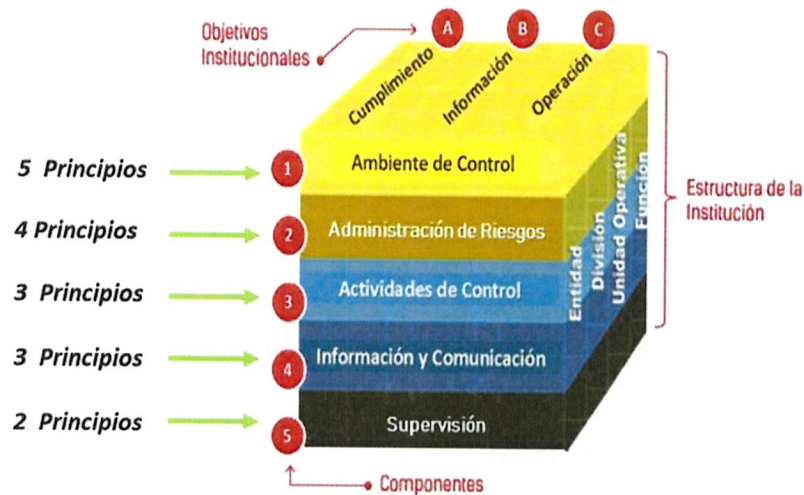 Objetivos
Institucionales
A
B
C
Cumplimiento
Información
Operación
5 Principios
1
Ambiente de Control
4 Principios
2
Administración de Riesgos
3 Principios
3
Actividades de Control
3 Principios
4
Información y Comunicación
2 Principios
5
Supervisión
Entidad
División
Unidad Operativa
Función
Estructura de la
Institución
Componentes